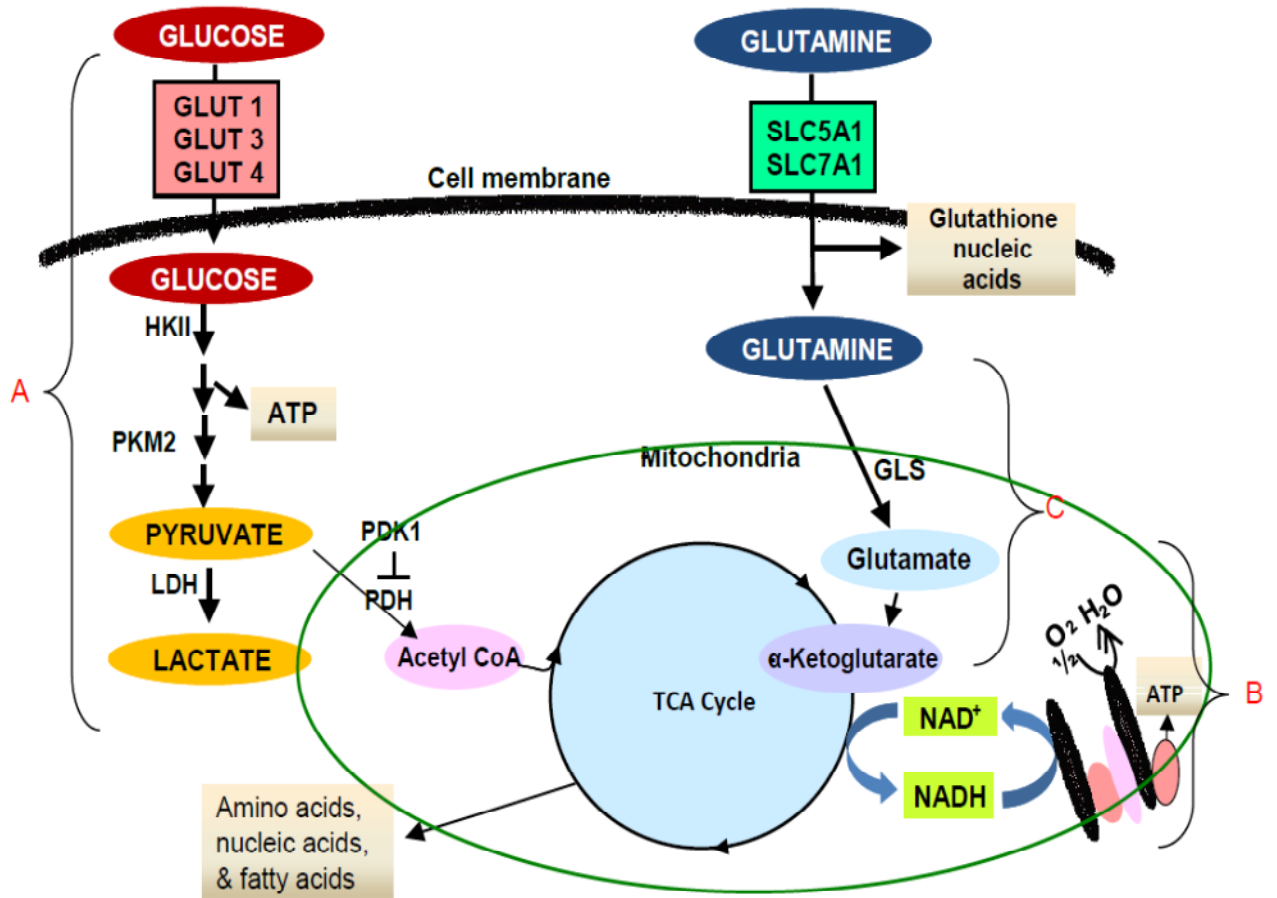 GLUCOSE
GLUT 1
GLUT 3
GLUT 4
GLUTAMINE
SLC5A1
SLC7A1
Cell membrane
Glutathione
nucleic
acids
GLUCOSE
HKII
ATP
PKM2
PYRUVATE
LDH
LACTATE
A
GLUTAMINE
Mitochondria
GLS
C
PDK1
PDH
Glutamate
Acetyl CoA
α-Ketoglutarate
TCA Cycle
NAD⁺
NADH
½ O₂ H₂O
ATP
B
Amino acids,
nucleic acids,
& fatty acids